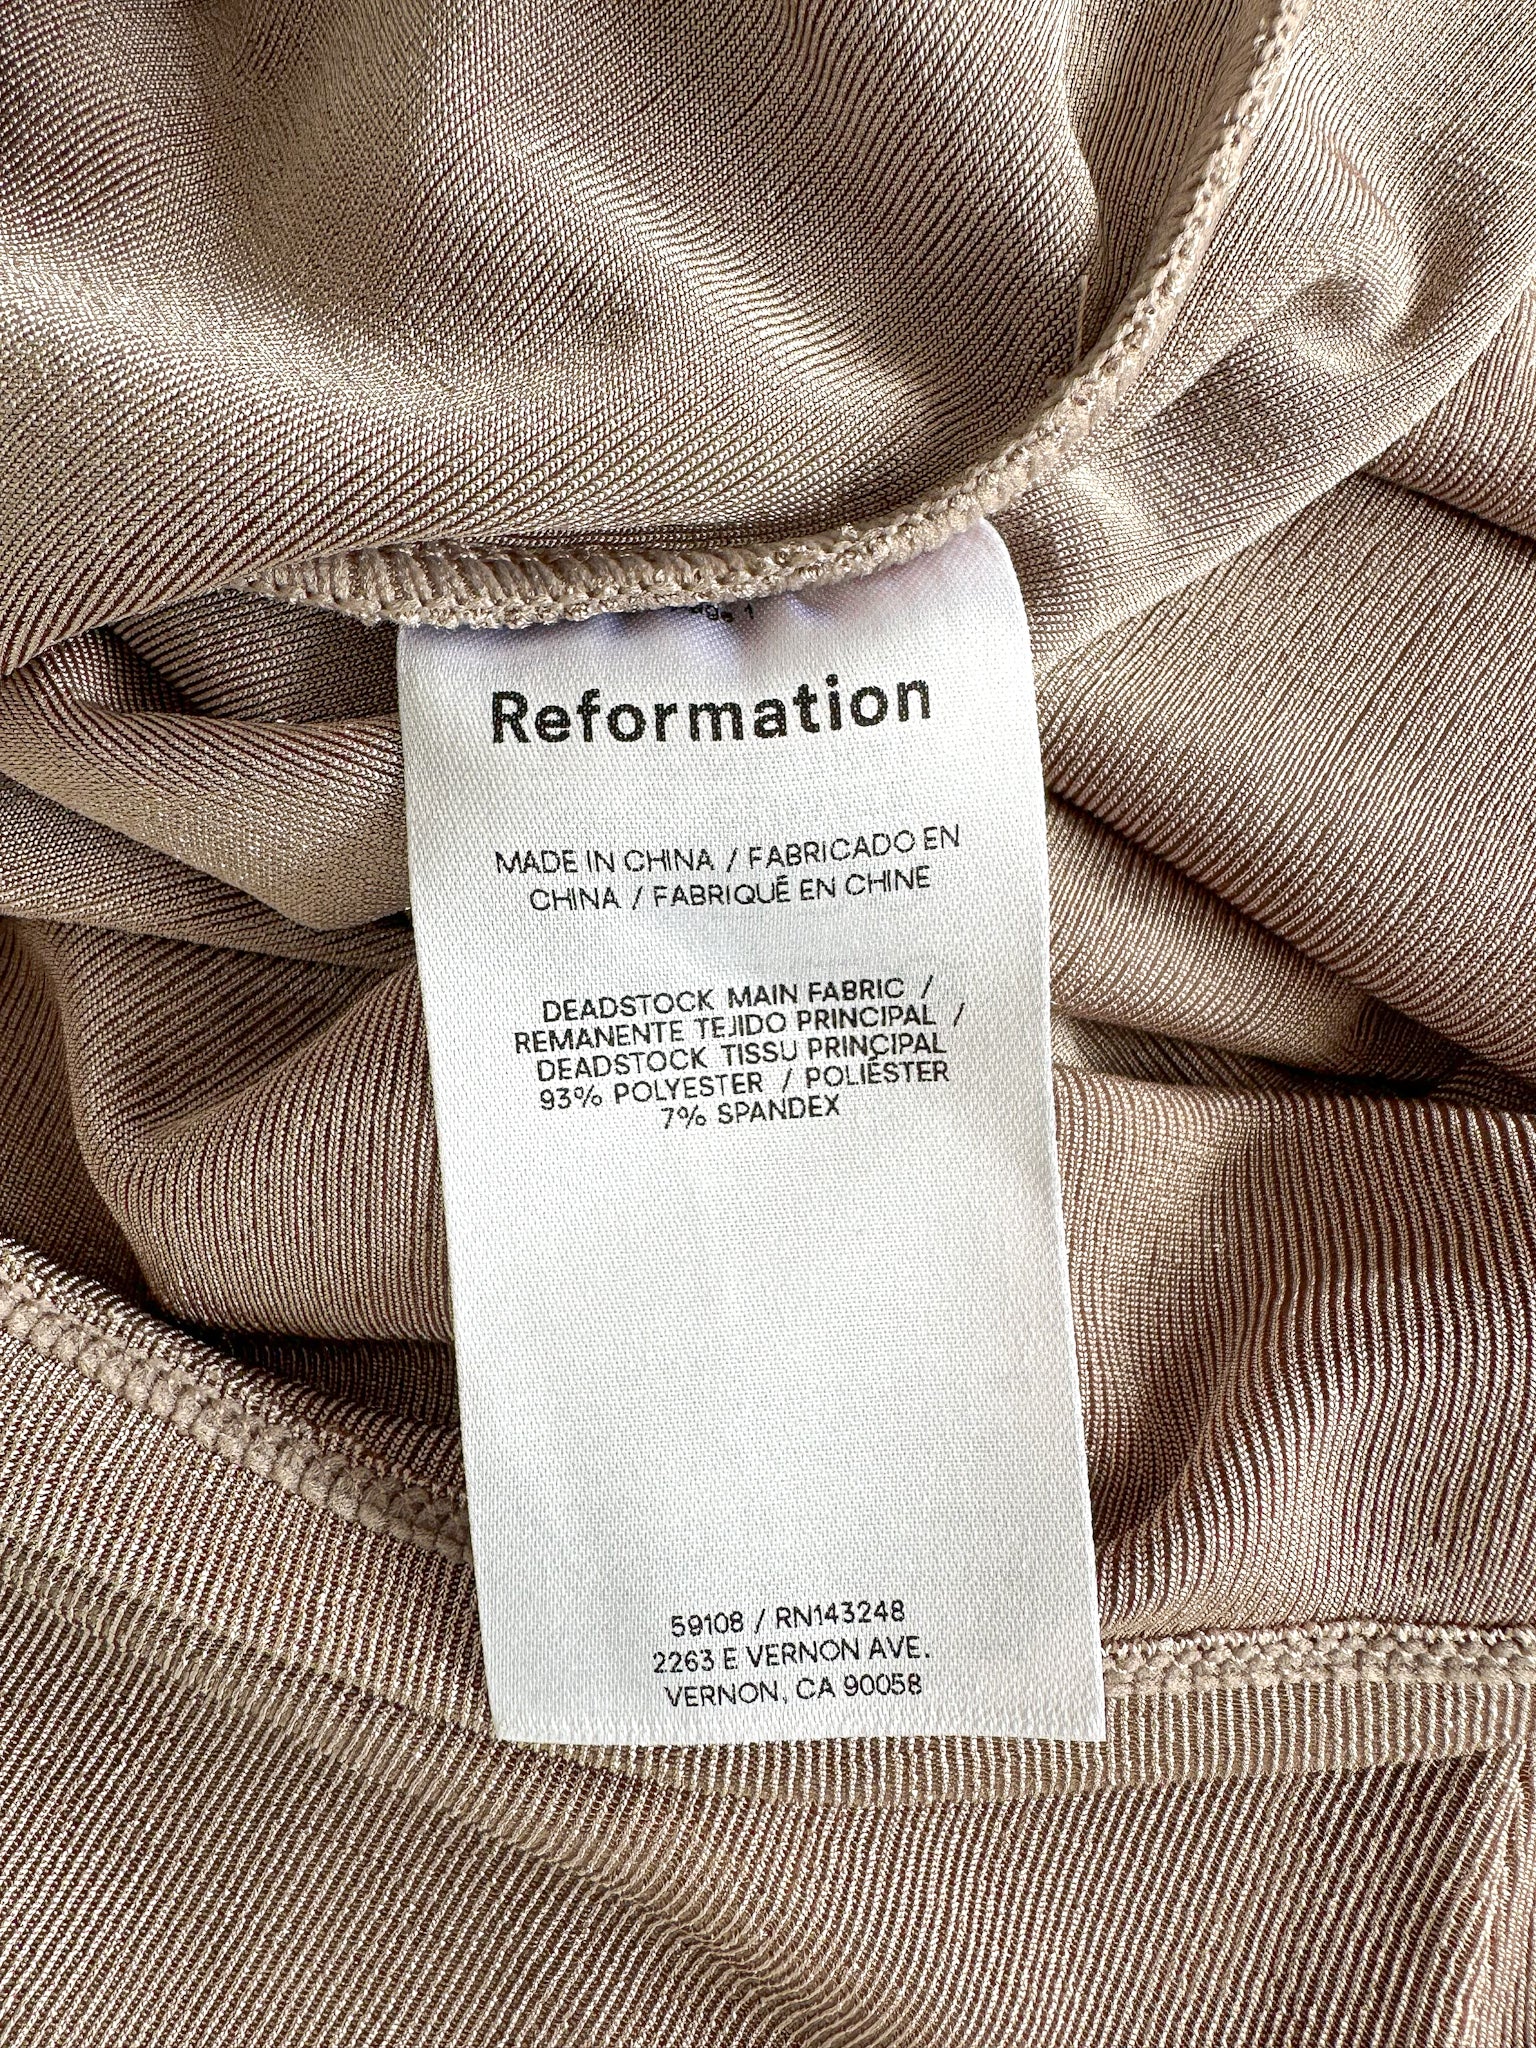 Reformation
MADE IN CHINA / FABRICADO EN
CHINA / FABRIQUÉ EN CHINE
DEADSTOCK MAIN FABRIC /
REMANENTE TEJIDO PRINCIPAL /
DEADSTOCK TISSU PRINCIPAL
93% POLYESTER / POLIÉSTER
7% SPANDEX
59108 / RN143248
2263 E VERNON AVE.
VERNON, CA 90058